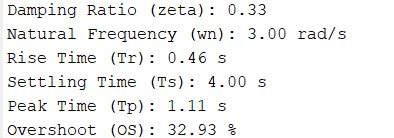 Damping Ratio (zeta): 0.33
Natural Frequency (wn): 3.00 rad/s
Rise Time (Tr): 0.46 s
Settling Time (Ts): 4.00 s
Peak Time (Tp): 1.11 s
Overshoot (OS): 32.93 %